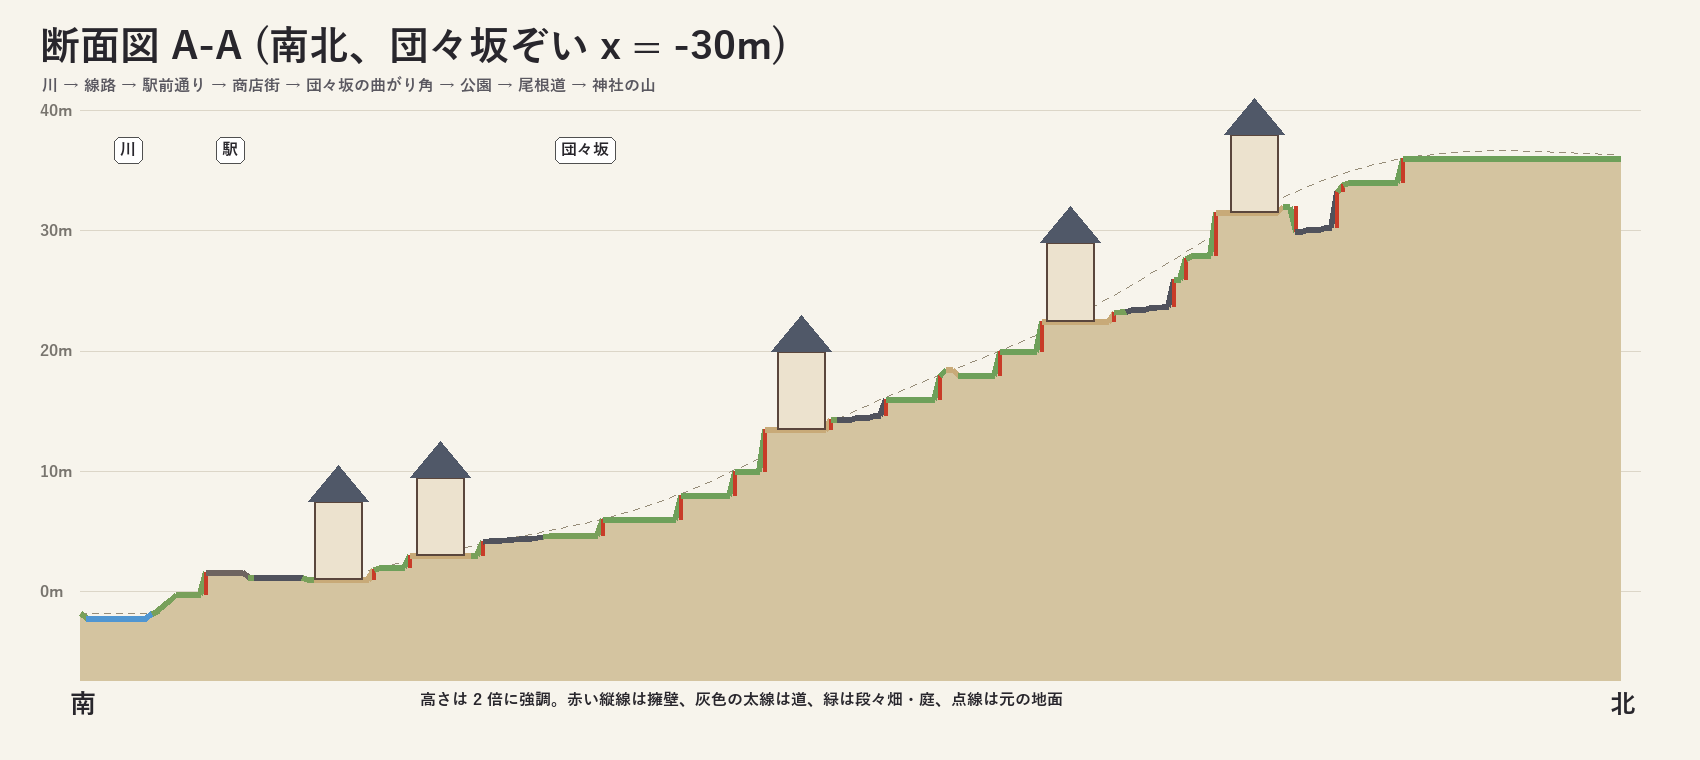 断面図 A-A (南北、団々坂ぞい x = -30m)
川 → 線路 → 駅前通り → 商店街 → 団々坂の曲がり角 → 公園 → 尾根道 → 神社の山
40m
川
駅
団々坂
30m
20m
10m
0m
南
高さは 2 倍に強調。赤い縦線は擁壁、灰色の太線は道、緑は段々畑・庭、点線は元の地面
北